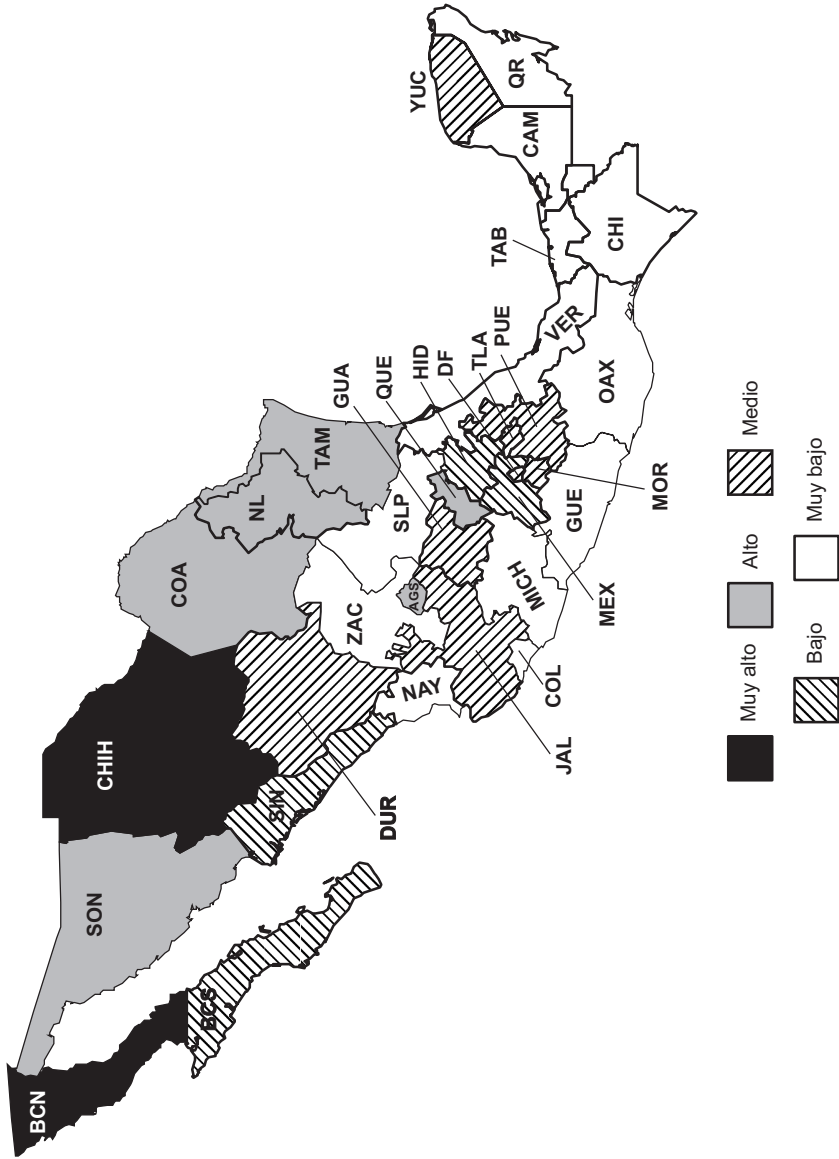 BCN
SON
CHIH
BCS
SIN
DUR
COA
NL
TAM
ZAC
SLP
AGS
NAY
JAL
COL
MICH
GUA
QUE
HID
DF
TLA
PUE
MEX
MOR
GUE
VER
OAX
TAB
CHI
CAM
YUC
QR
Muy alto
Alto
Medio
Bajo
Muy bajo